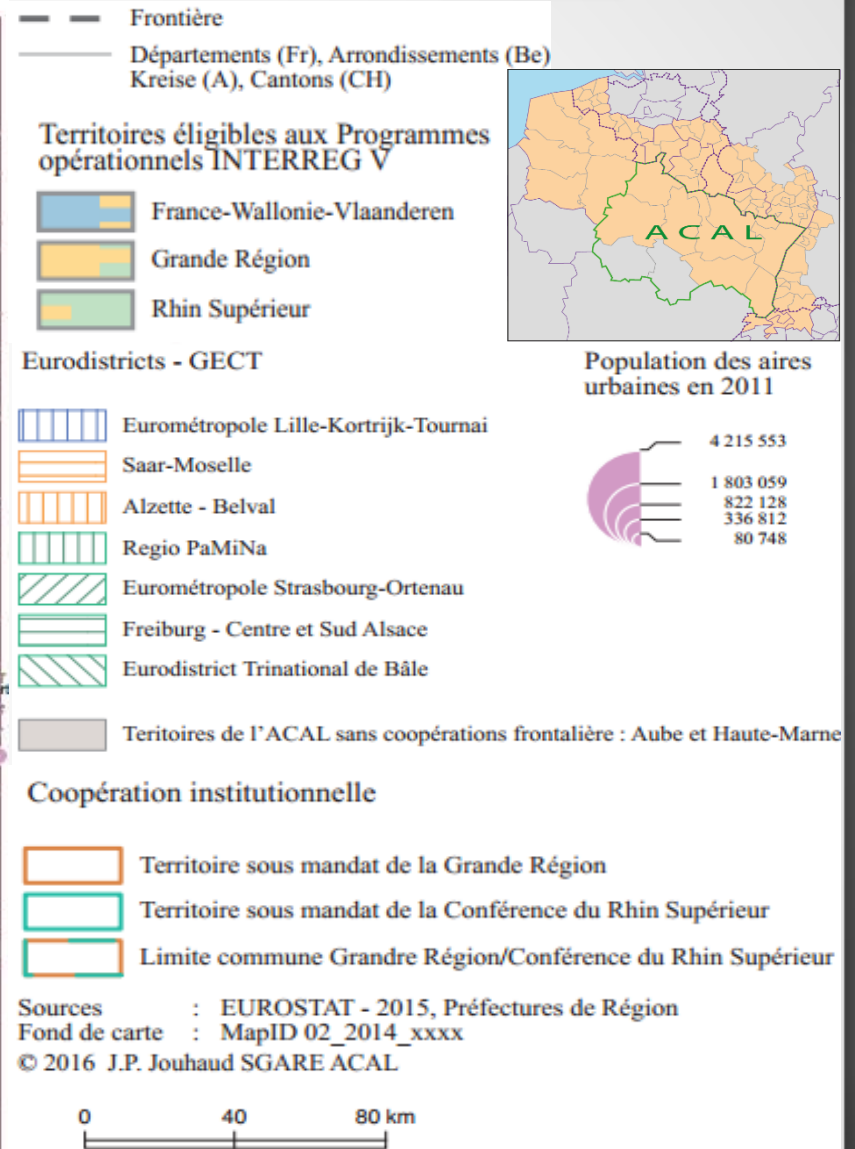 Frontière
Départements (Fr), Arrondissements (Be)
Kreise (A), Cantons (CH)
Territoires éligibles aux Programmes
opérationnels INTERREG V
France-Wallonie-Vlaanderen
Grande Région
Rhin Supérieur
ACAL
Eurodistricts - GECT
Eurométropole Lille-Kortrijk-Tournai
Saar-Moselle
Alzette - Belval
Regio PaMiNa
Eurométropole Strasbourg-Ortenau
Freiburg - Centre et Sud Alsace
Eurodistrict Trinational de Bâle
Teritoires de l'ACAL sans coopérations frontalière : Aube et Haute-Marne
Population des aires
urbaines en 2011
4 215 553
1 803 059
822 128
336 812
80 748
Coopération institutionnelle
Territoire sous mandat de la Grande Région
Territoire sous mandat de la Conférence du Rhin Supérieur
Limite commune Grandre Région/Conférence du Rhin Supérieur
Sources : EUROSTAT - 2015, Préfectures de Région
Fond de carte : MapID 02_2014_xxxx
© 2016 J.P. Jouhaud SGARE ACAL
0 40 80 km